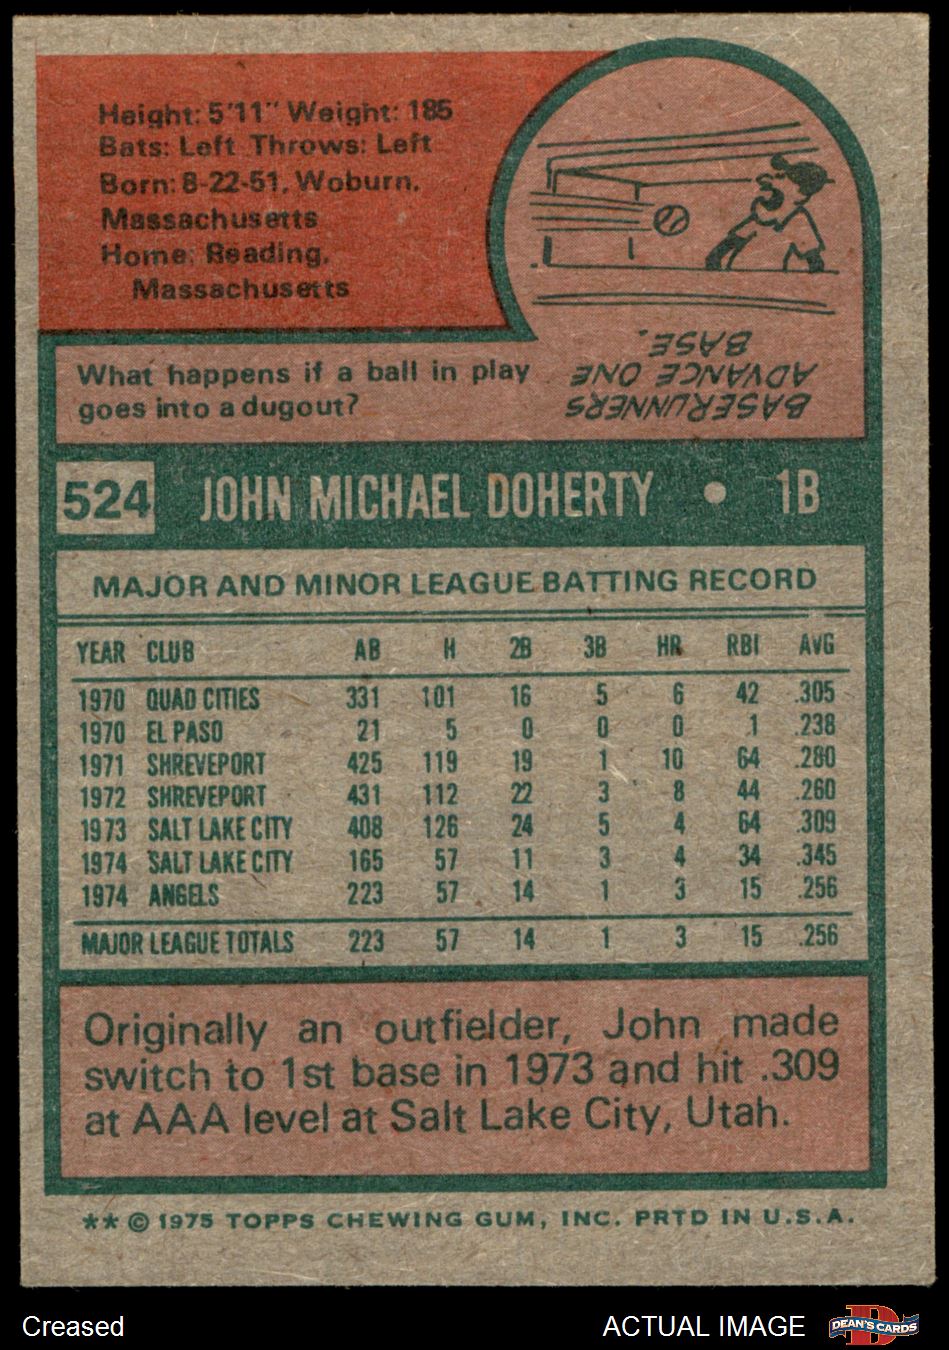 Height: 5'11" Weight: 185
Bats: Left Throws: Left
Born: 8-22-51, Woburn,
Massachusetts
Home: Reading,
Massachusetts
What happens if a ball in play
goes into a dugout?
BASERUNNERS
ADVANCE ONE
BASE.
524 JOHN MICHAEL DOHERTY • 1B
MAJOR AND MINOR LEAGUE BATTING RECORD
YEAR CLUB AB H 2B 3B HR RBI AVG
1970 QUAD CITIES 331 101 16 5 6 42 .305
1970 EL PASO 21 5 0 0 0 1 .238
1971 SHREVEPORT 425 119 19 1 10 64 .280
1972 SHREVEPORT 431 112 22 3 8 44 .260
1973 SALT LAKE CITY 408 126 24 5 4 64 .309
1974 SALT LAKE CITY 165 57 11 3 4 34 .345
1974 ANGELS 223 57 14 1 3 15 .256
MAJOR LEAGUE TOTALS 223 57 14 1 3 15 .256
Originally an outfielder, John made
switch to 1st base in 1973 and hit .309
at AAA level at Salt Lake City, Utah.
** © 1975 TOPPS CHEWING GUM, INC. PRTD IN U.S.A.
Creased
ACTUAL IMAGE
D
DEAN'S CARDS